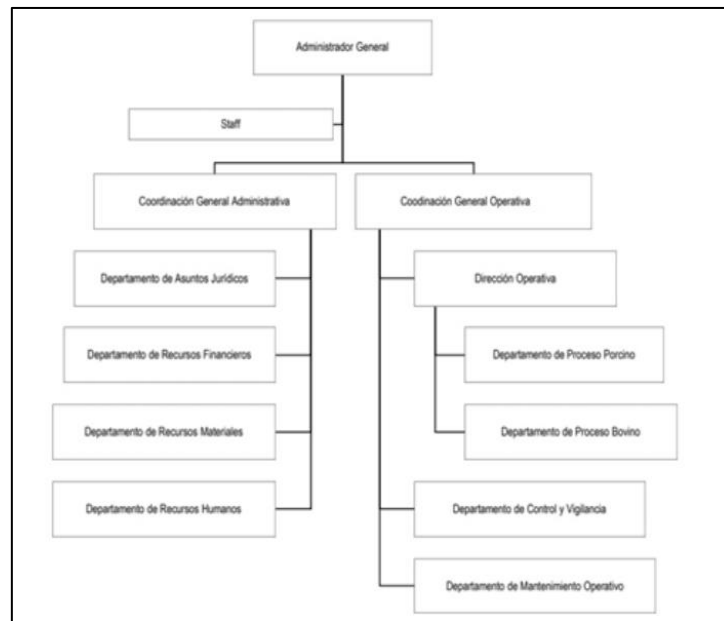 Administrador General
Staff
Coordinación General Administrativa
Coodinación General Operativa
Departamento de Asuntos Jurídicos
Dirección Operativa
Departamento de Recursos Financieros
Departamento de Proceso Porcino
Departamento de Recursos Materiales
Departamento de Proceso Bovino
Departamento de Recursos Humanos
Departamento de Control y Vigilancia
Departamento de Mantenimiento Operativo